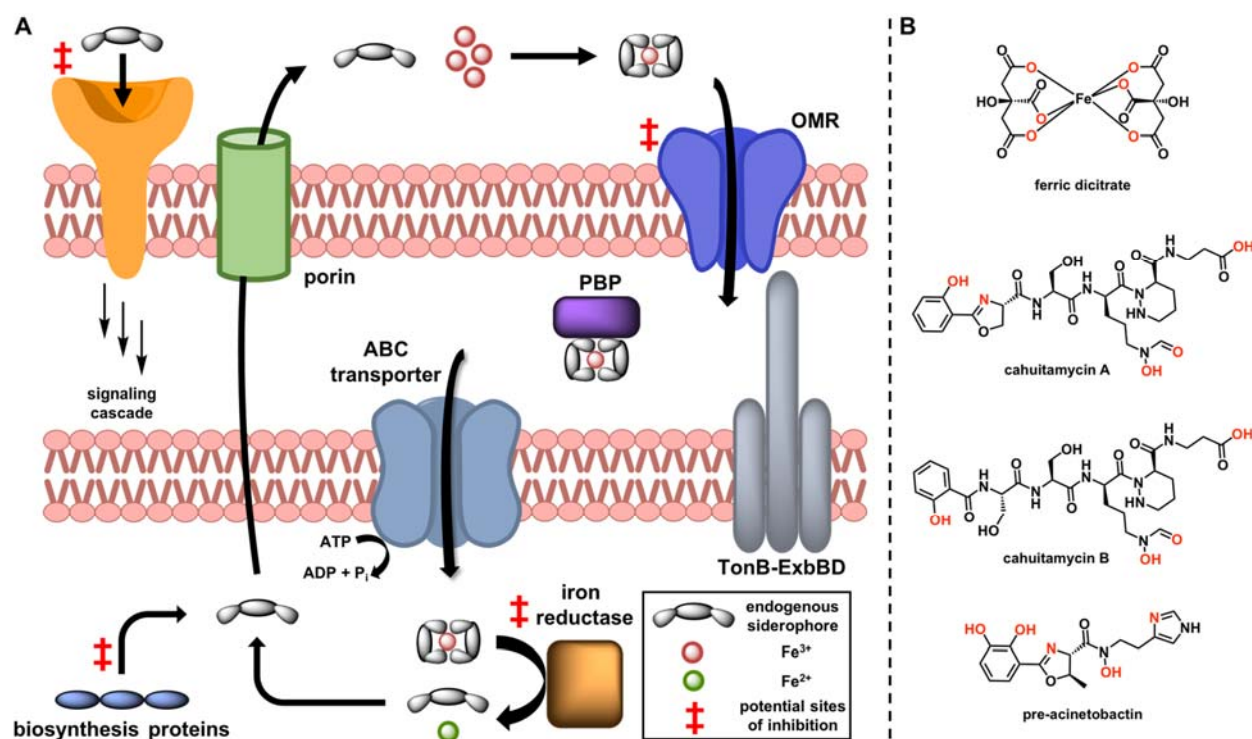 A
‡
‡
OMR
porin
PBP
ABC
transporter
signaling
cascade
ATP
ADP + Pi
TonB-ExbBD
‡
biosynthesis proteins
‡
iron
reductase
endogenous
siderophore
Fe3+
Fe2+
‡
potential sites
of inhibition
B
O
O
O
O
HO
O
O
Fe
O
O
OH
O
O
O
O
ferric dicitrate
OH
N
O
O
N
H
OH
O
H
N
O
N
HN
O
H
N
O
OH
N
OH
O
cahuitamycin A
OH
O
H
N
HO
O
N
H
OH
O
H
N
O
N
HN
O
H
N
O
OH
N
OH
O
cahuitamycin B
HO
OH
N
O
O
N
OH
N
NH
pre-acinetobactin